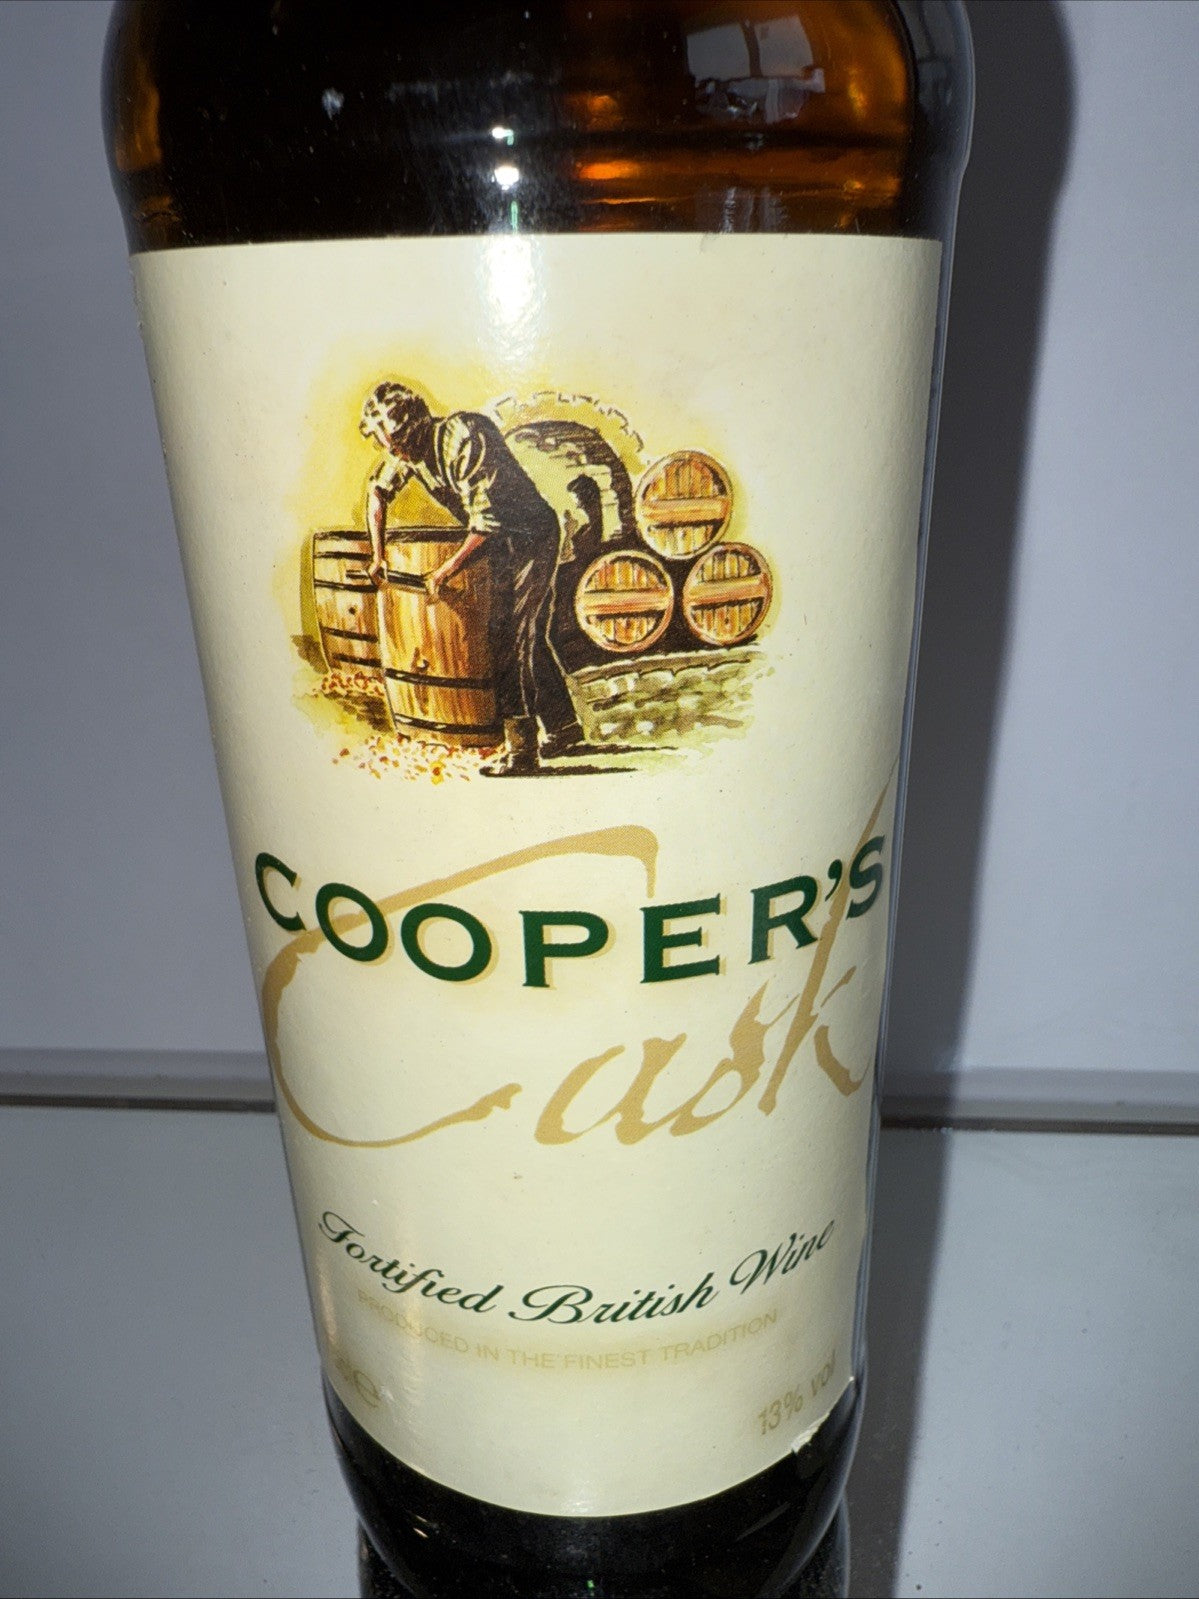 COOPER'S
Cask
Fortified British Wine
PRODUCED IN THE FINEST TRADITION
13% vol